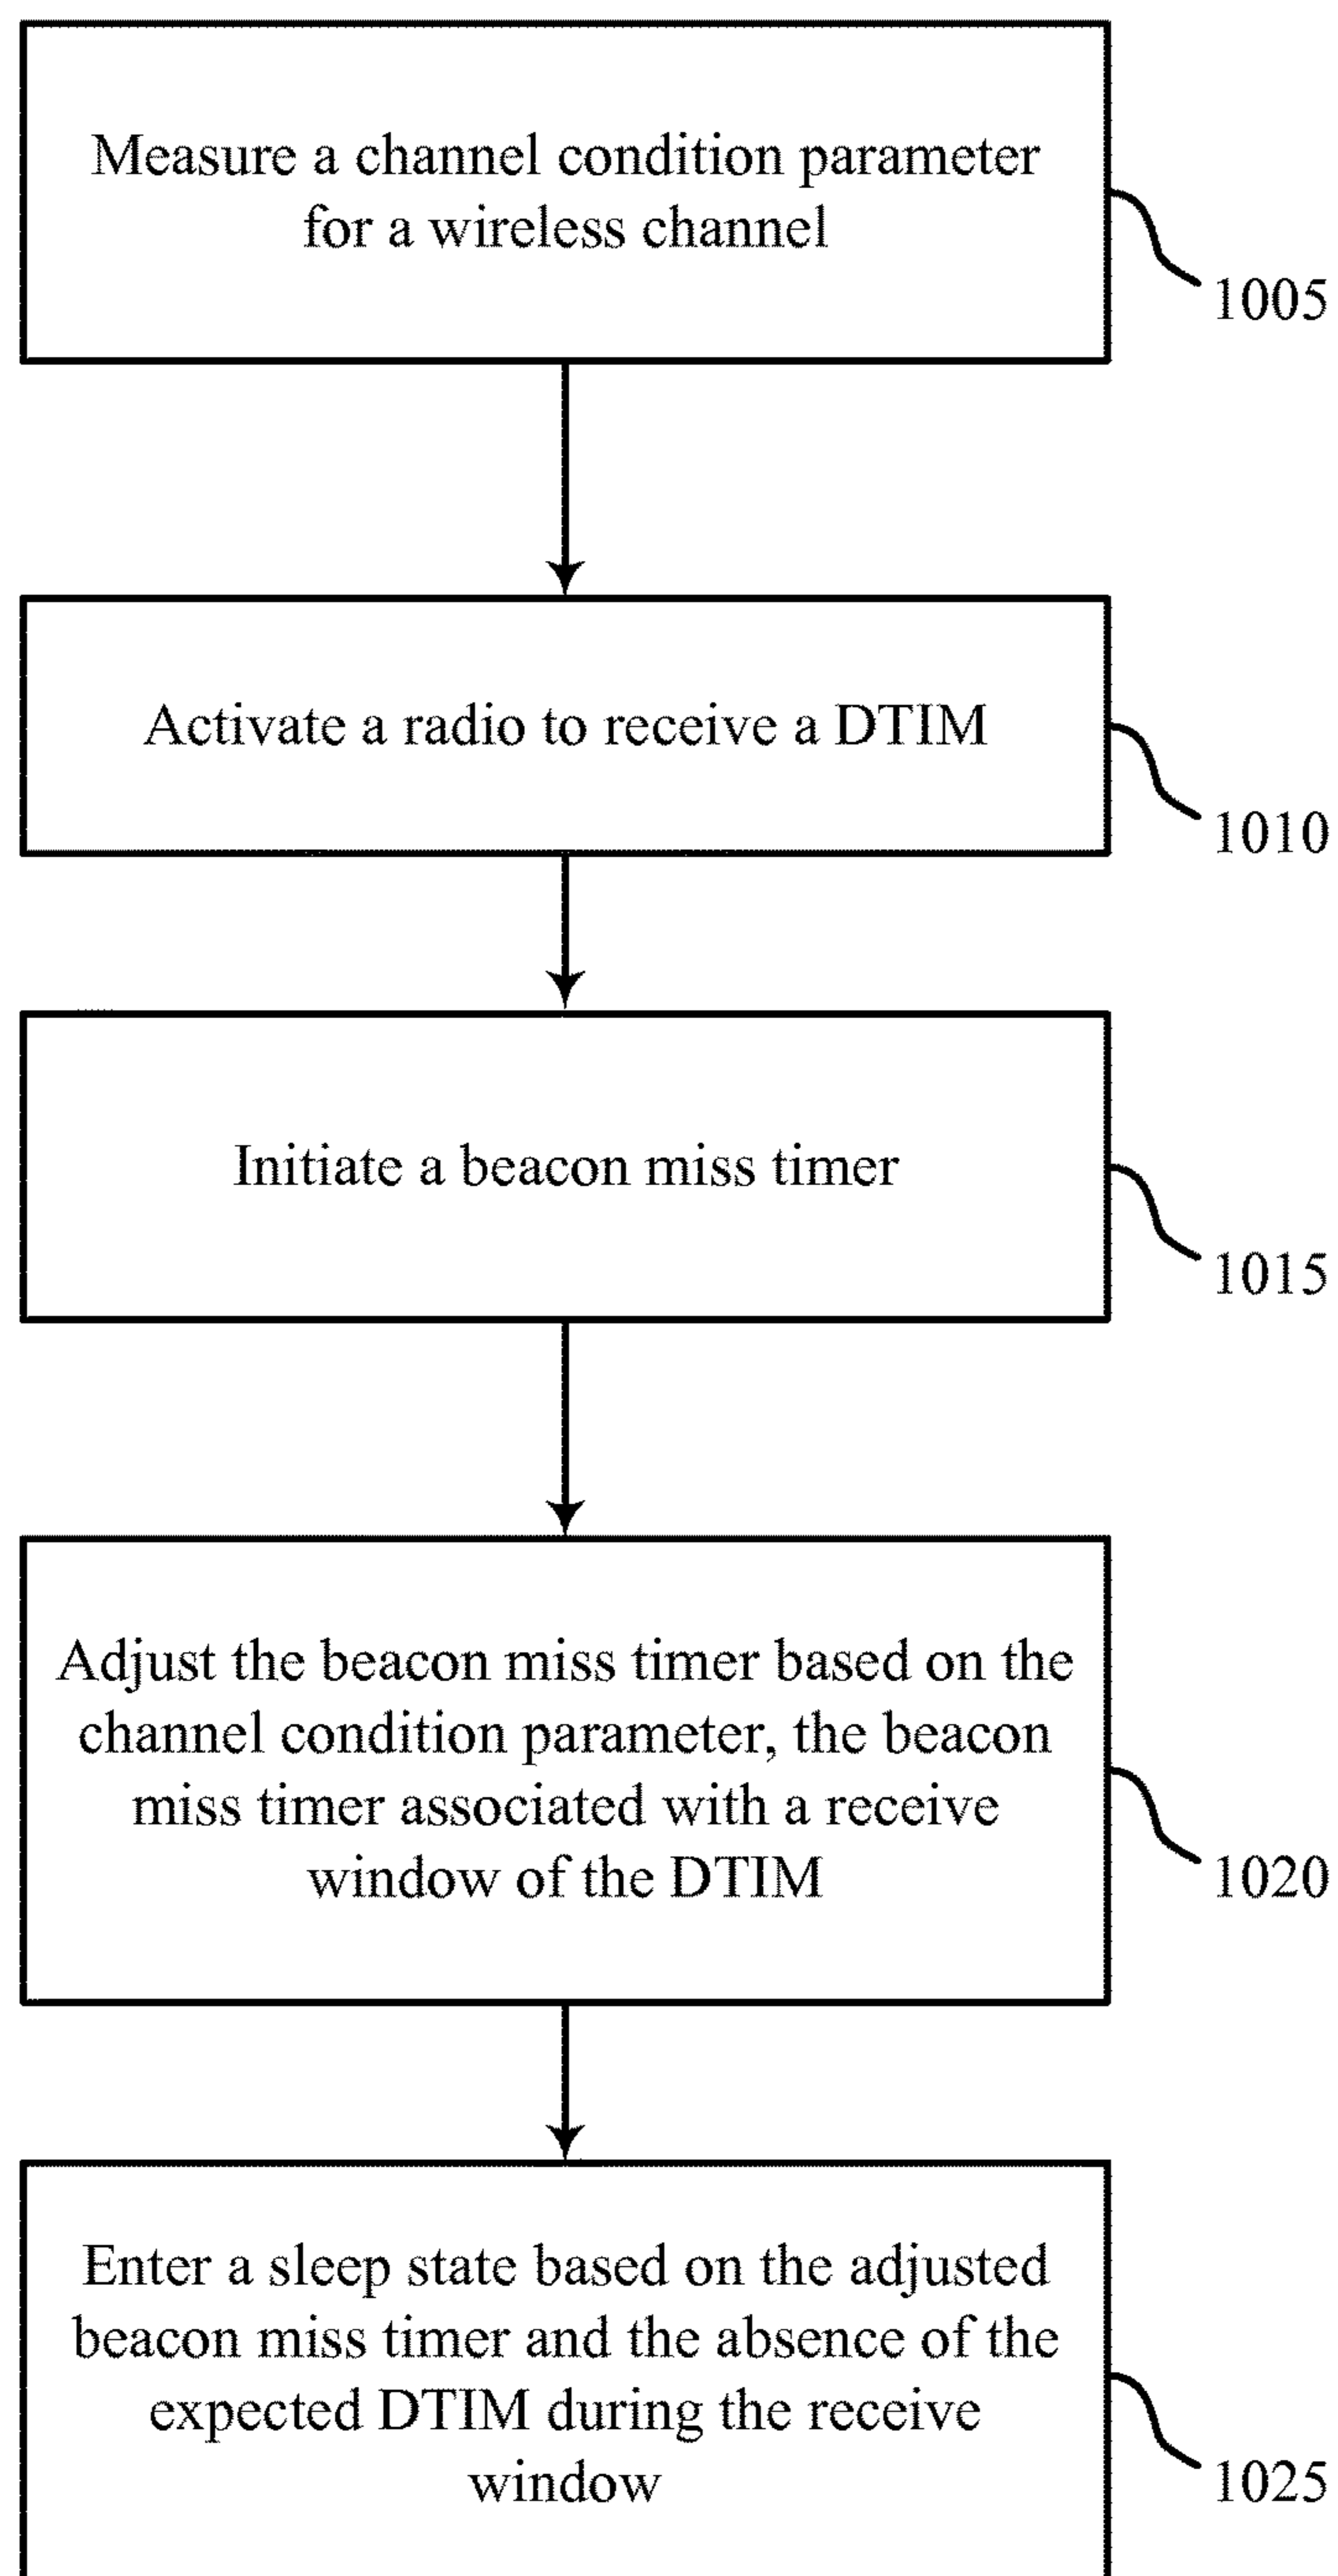 Measure a channel condition parameter
for a wireless channel
1005
Activate a radio to receive a DTIM
1010
Initiate a beacon miss timer
1015
Adjust the beacon miss timer based on the
channel condition parameter, the beacon
miss timer associated with a receive
window of the DTIM
1020
Enter a sleep state based on the adjusted
beacon miss timer and the absence of the
expected DTIM during the receive
window
1025